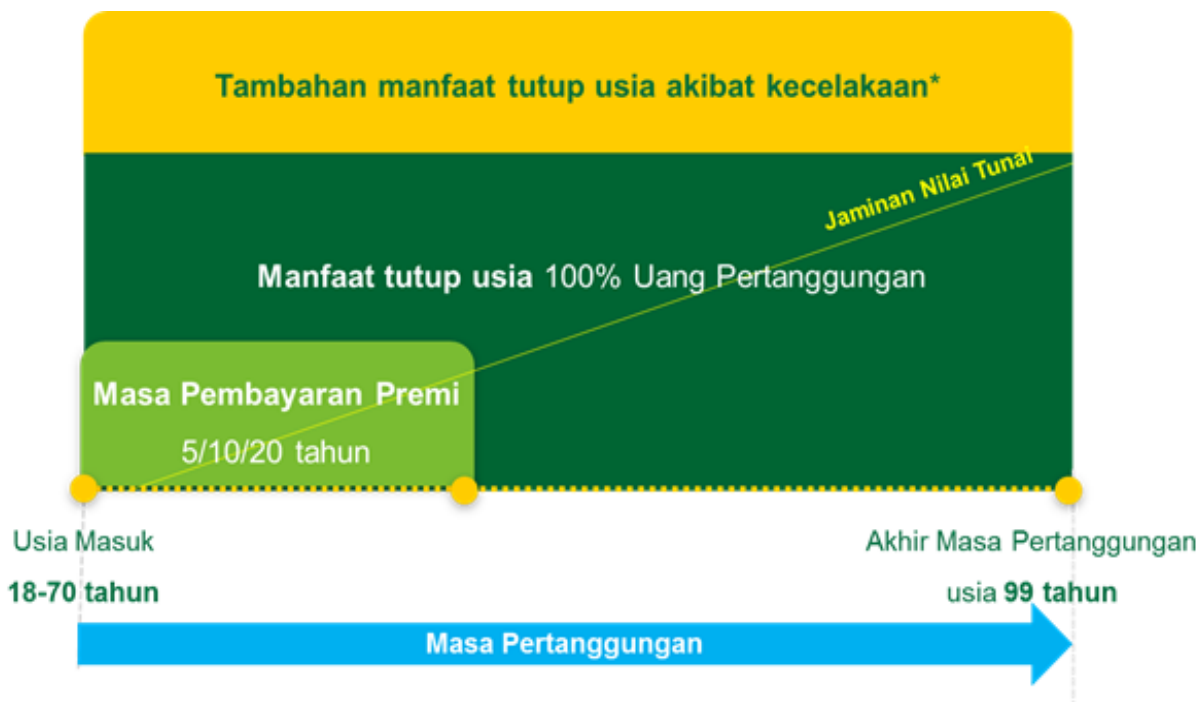 Tambahan manfaat tutup usia akibat kecelakaan*
Jaminan Nilai Tunai
Manfaat tutup usia 100% Uang Pertanggungan
Masa Pembayaran Premi
5/10/20 tahun
Usia Masuk
18-70 tahun
Akhir Masa Pertanggungan
usia 99 tahun
Masa Pertanggungan